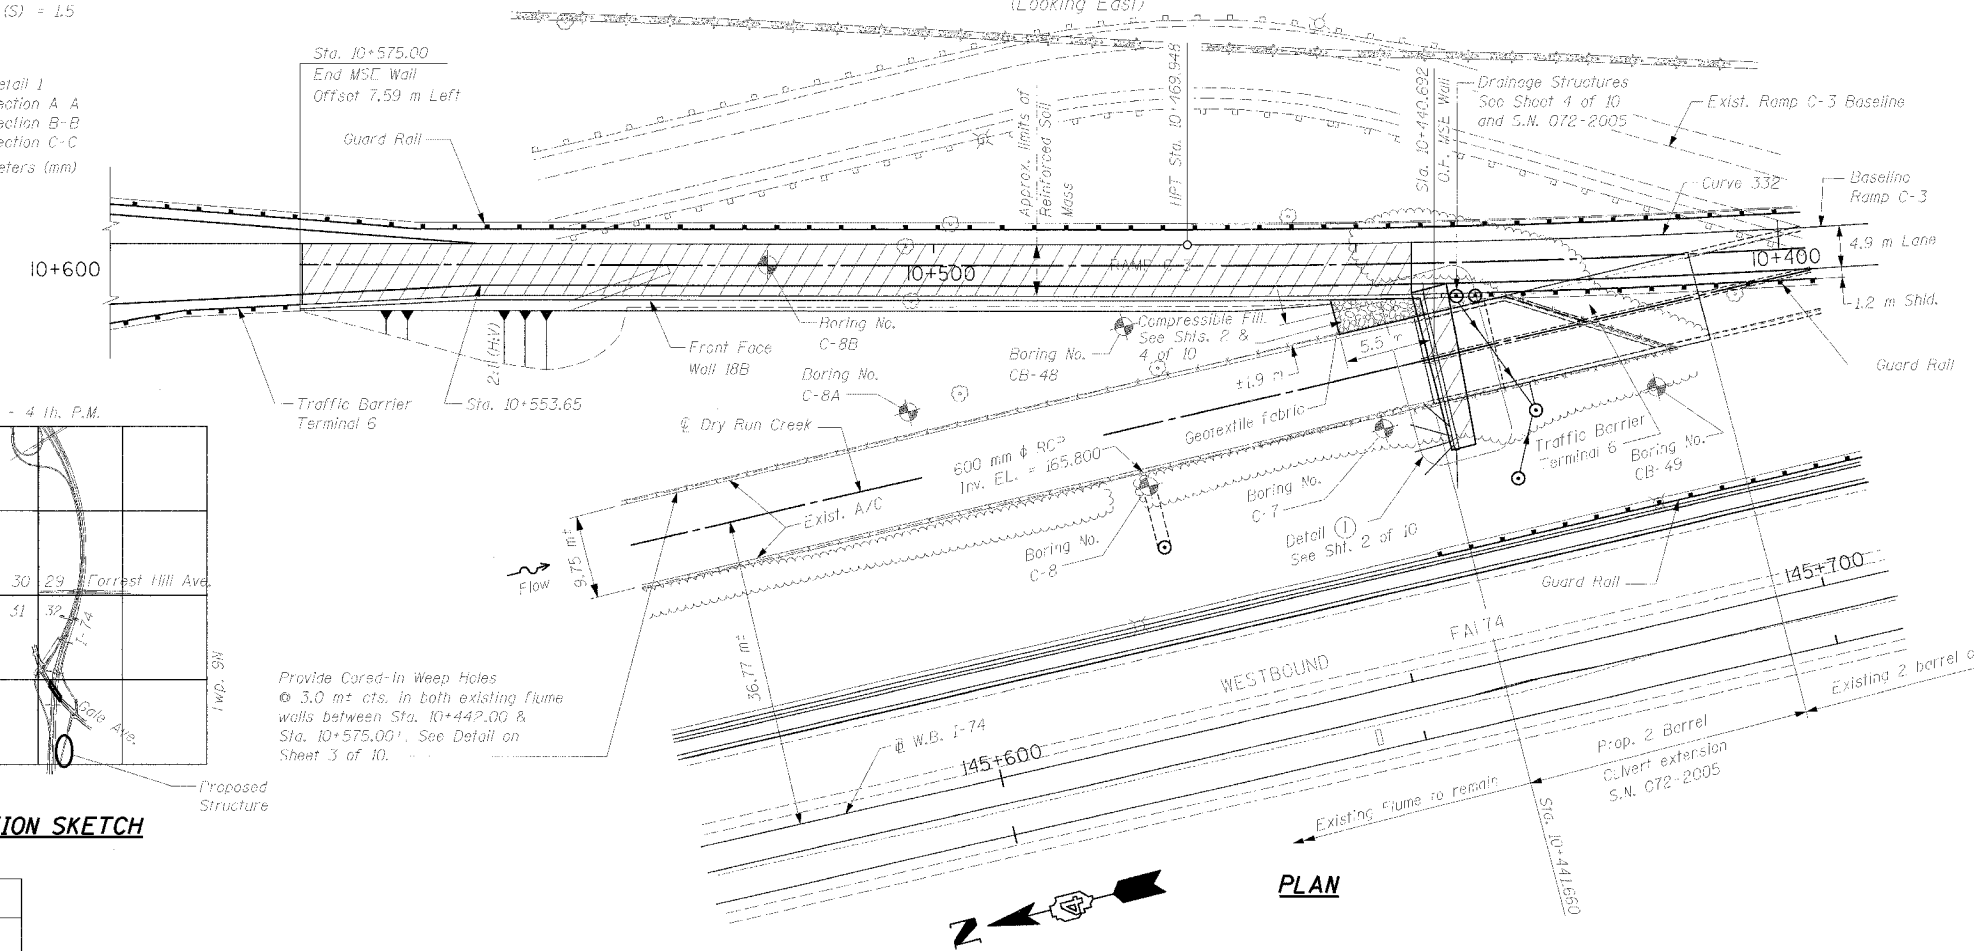 (S) = 1.5
(Looking East)
Section A-A
Section B-B
Section C-C
(mm)
Sta. 10+575.00
End MSE Wall
Offset 7.59 m Left
Guard Rail
Approx. limits of
Reinforced Soil
Mass
Sta. 10+469.948
Sta. 10+440.692
MSE Wall
Drainage Structures
See Sheet 4 of 10
and S.N. 072-2005
Exist. Ramp C-3 Baseline
Curve 332
Baseline
Ramp C-3
4.9 m Lane
1.2 m Shld.
10+600
10+500
RAMP C-3
10+400
Boring No.
C-8B
Front Face
Wall 18B
2:1 (H:V)
Boring No.
C-8A
Boring No.
CB-48
Compressible Fill
See Shts. 2 &
4 of 10
5.5
±1.9 m
Guard Rail
Traffic Barrier
Terminal 6
Sta. 10+553.65
℄ Dry Run Creek
Geotextile Fabric
600 mm ϕ RCP
Inv. EL. = 165.800
Exist. A/C
Boring No.
C-7
Boring No.
C-8
Traffic Barrier
Terminal 6
Boring No.
CB-49
Detail 1
See Sht. 2 of 10
Flow
9.75 m±
36.77 m±
Guard Rail
145+700
FAI 74
WESTBOUND
℄ W.B. I-74
145+600
Existing 2 barrel
Prop. 2 Barrel
Culvert extension
S.N. 072-2005
Existing Flume to remain
Sta. 10+441.660
Provide Cored-in Weep Holes
@ 3.0 m± cts. in both existing flume
walls between Sta. 10+442.00 &
Sta. 10+575.00±. See Detail on
Sheet 3 of 10.
- 4 th. P.M.
30 29 Forrest Hill Ave.
31 32
I-74
Gale Ave.
Twp. 9N
Proposed
Structure
SKETCH
N
PLAN